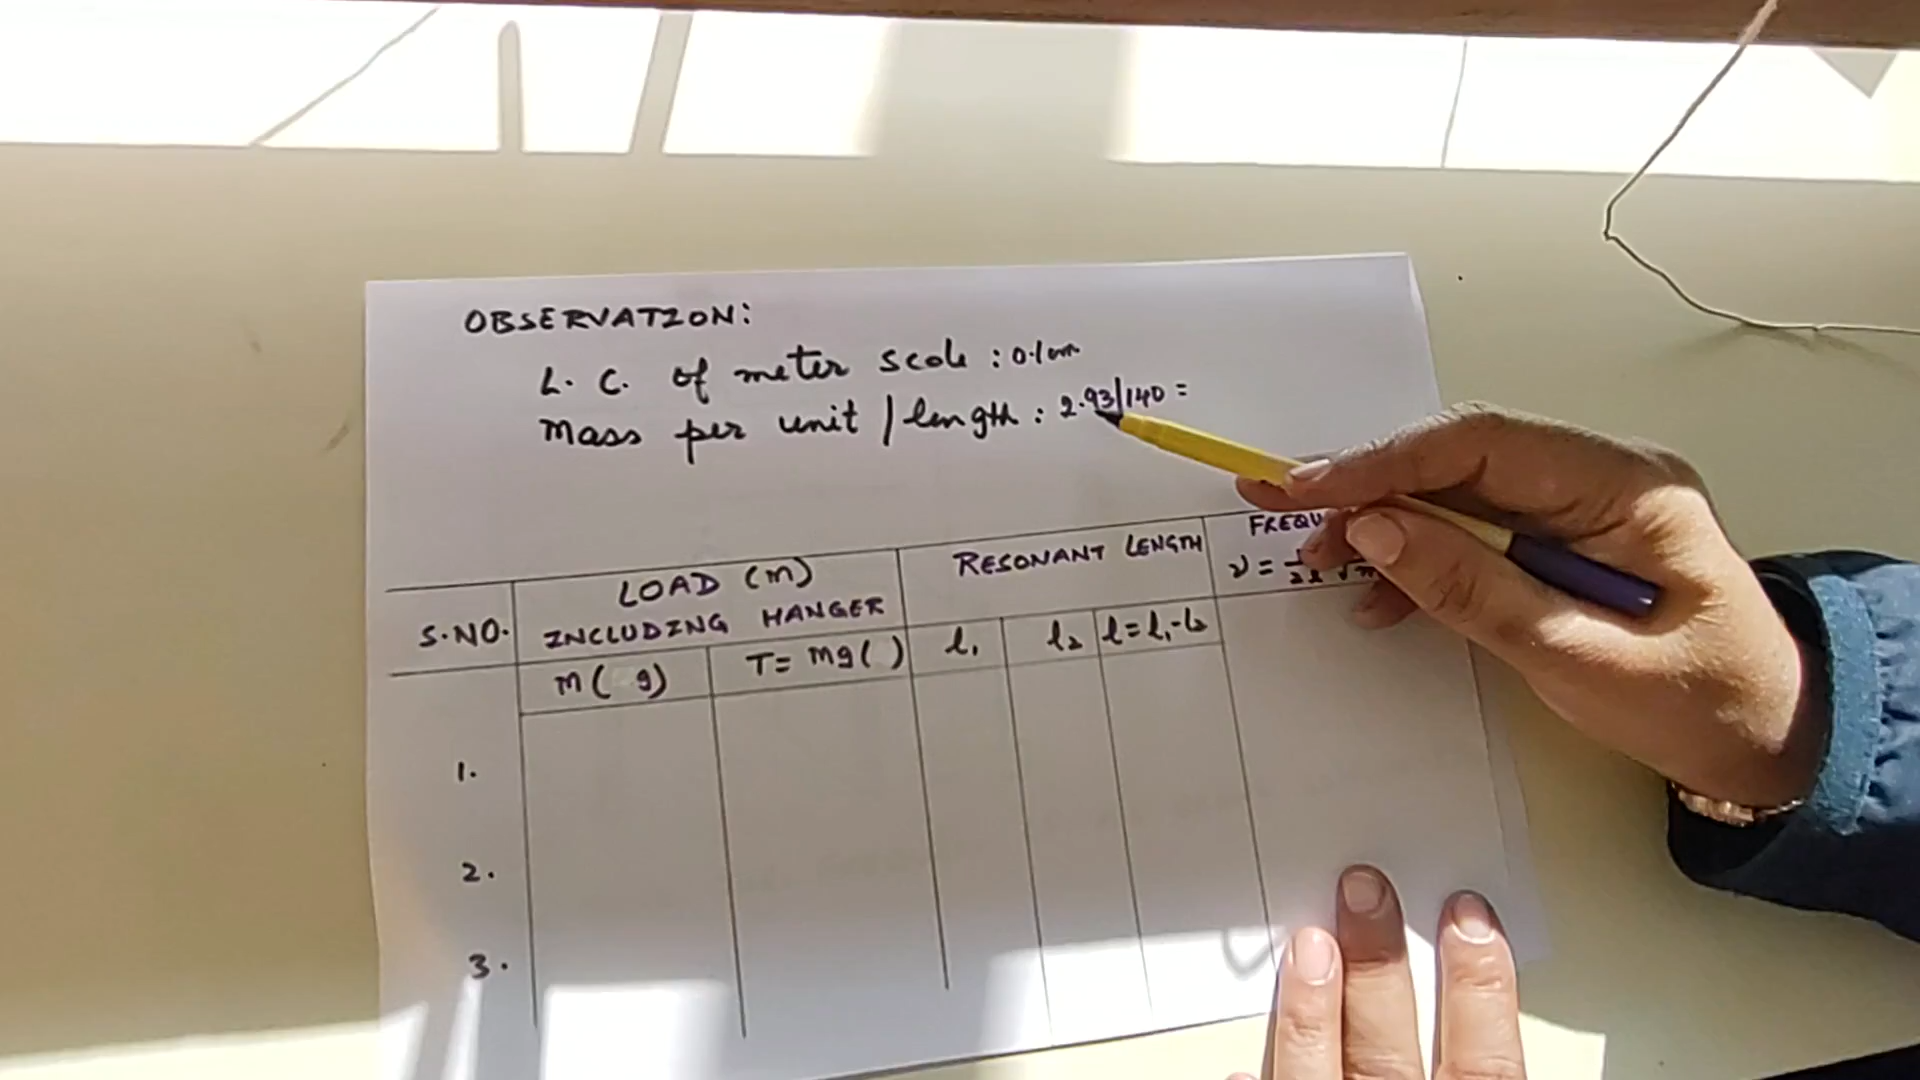 OBSERVATION:
L.C. of meter scale : 0.1cm
Mass per unit / length : 2.93/140 =
S.NO.
LOAD (m)
INCLUDING HANGER
RESONANT LENGTH
m( g)
T= mg( )
l₁
l₂
l=l₁-l₂
1.
2.
3.